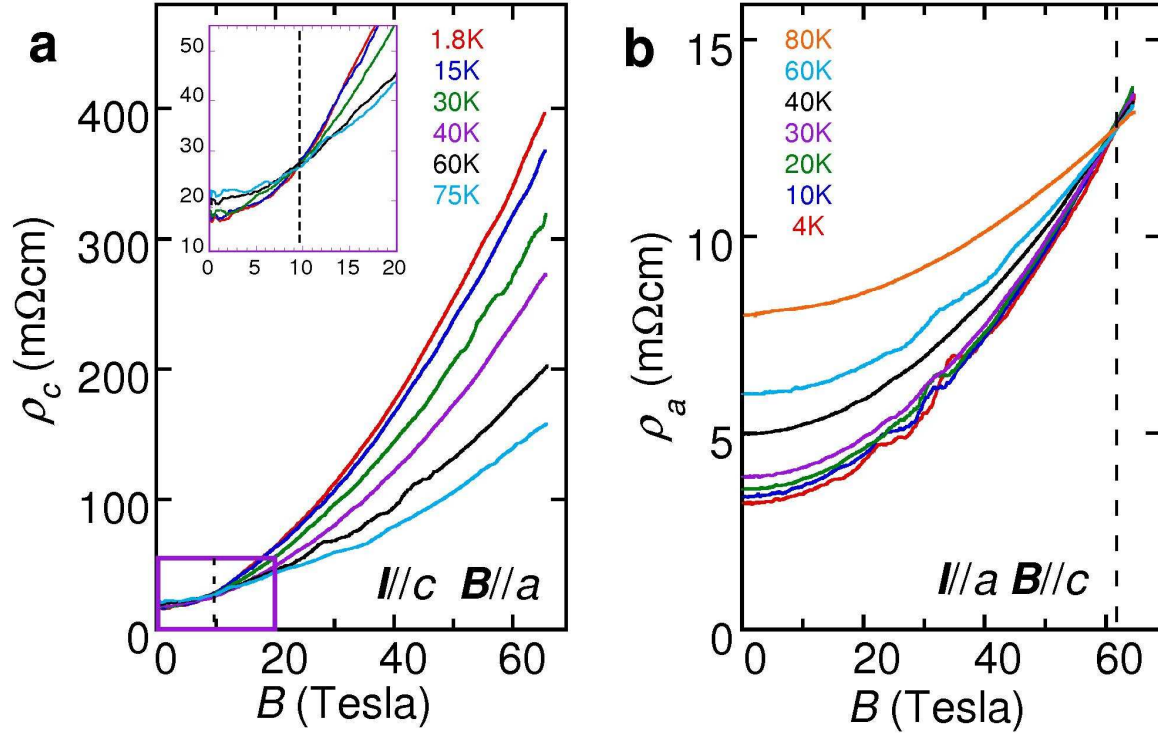 a
ρc (mΩcm)
400
300
200
100
0
0 20 40 60
B (Tesla)
50
40
30
20
10
0 5 10 15 20
1.8K
15K
30K
40K
60K
75K
I//c B//a
b
ρa (mΩcm)
15
10
5
0
0 20 40 60
B (Tesla)
80K
60K
40K
30K
20K
10K
4K
I//a B//c